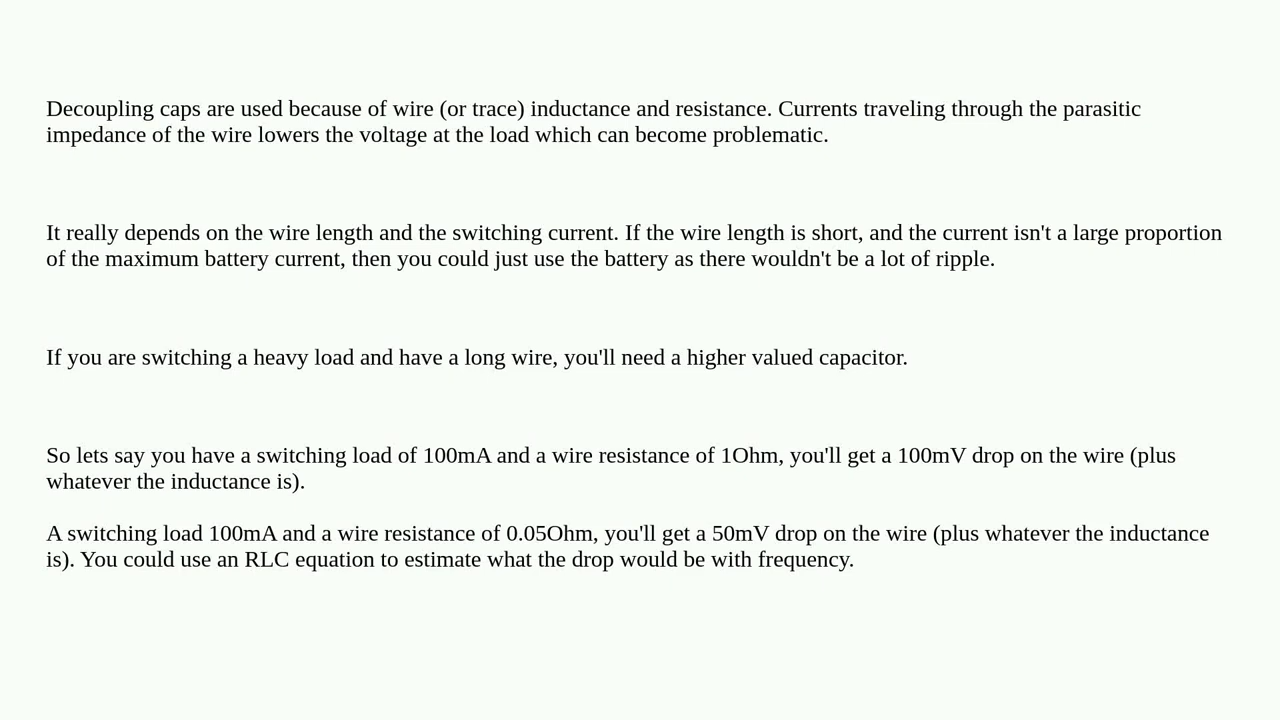 Decoupling caps are used because of wire (or trace) inductance and resistance. Currents traveling through the parasitic
impedance of the wire lowers the voltage at the load which can become problematic.
It really depends on the wire length and the switching current. If the wire length is short, and the current isn't a large proportion
of the maximum battery current, then you could just use the battery as there wouldn't be a lot of ripple.
If you are switching a heavy load and have a long wire, you'll need a higher valued capacitor.
So lets say you have a switching load of 100mA and a wire resistance of 1Ohm, you'll get a 100mV drop on the wire (plus
whatever the inductance is).
A switching load 100mA and a wire resistance of 0.05Ohm, you'll get a 50mV drop on the wire (plus whatever the inductance
is). You could use an RLC equation to estimate what the drop would be with frequency.